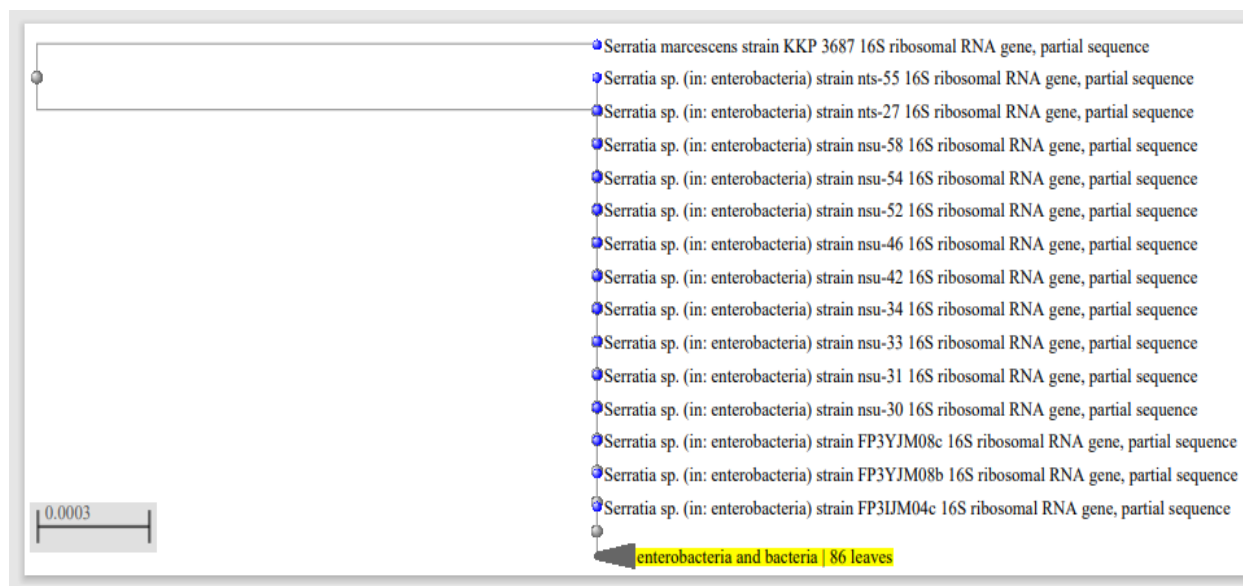 Serratia marcescens strain KKP 3687 16S ribosomal RNA gene, partial sequence
Serratia sp. (in: enterobacteria) strain nts-55 16S ribosomal RNA gene, partial sequence
Serratia sp. (in: enterobacteria) strain nts-27 16S ribosomal RNA gene, partial sequence
Serratia sp. (in: enterobacteria) strain nsu-58 16S ribosomal RNA gene, partial sequence
Serratia sp. (in: enterobacteria) strain nsu-54 16S ribosomal RNA gene, partial sequence
Serratia sp. (in: enterobacteria) strain nsu-52 16S ribosomal RNA gene, partial sequence
Serratia sp. (in: enterobacteria) strain nsu-46 16S ribosomal RNA gene, partial sequence
Serratia sp. (in: enterobacteria) strain nsu-42 16S ribosomal RNA gene, partial sequence
Serratia sp. (in: enterobacteria) strain nsu-34 16S ribosomal RNA gene, partial sequence
Serratia sp. (in: enterobacteria) strain nsu-33 16S ribosomal RNA gene, partial sequence
Serratia sp. (in: enterobacteria) strain nsu-31 16S ribosomal RNA gene, partial sequence
Serratia sp. (in: enterobacteria) strain nsu-30 16S ribosomal RNA gene, partial sequence
Serratia sp. (in: enterobacteria) strain FP3YJM08c 16S ribosomal RNA gene, partial sequence
Serratia sp. (in: enterobacteria) strain FP3YJM08b 16S ribosomal RNA gene, partial sequence
Serratia sp. (in: enterobacteria) strain FP3IJM04c 16S ribosomal RNA gene, partial sequence
0.0003
enterobacteria and bacteria | 86 leaves